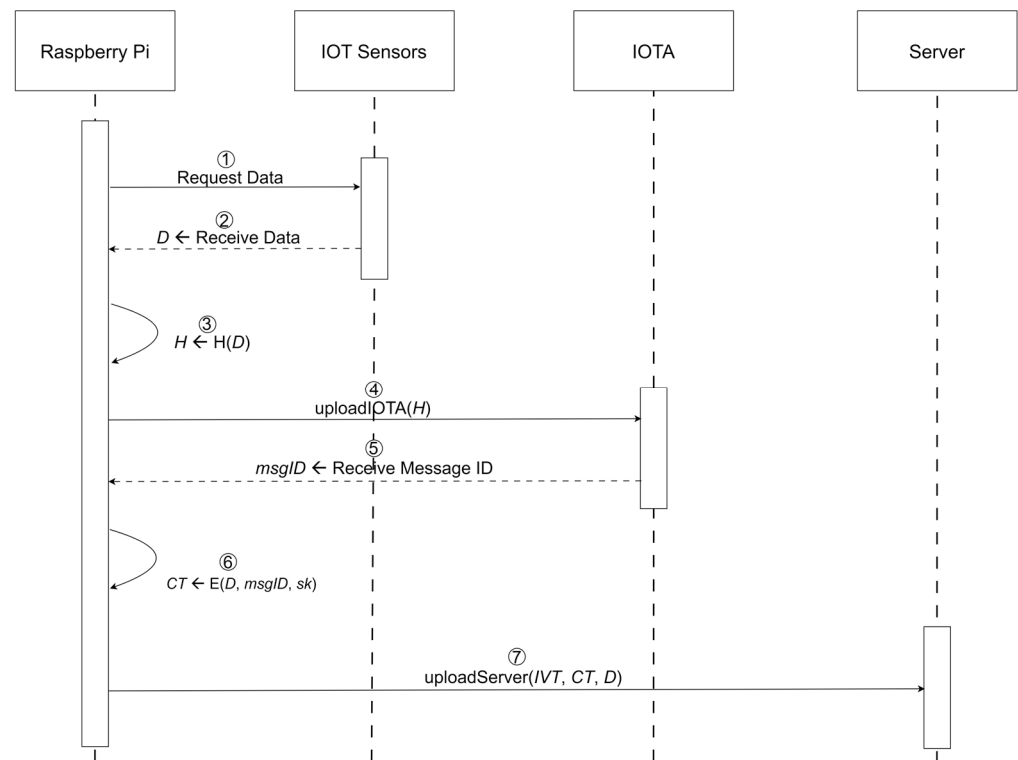 Raspberry Pi
IOT Sensors
IOTA
Server
①
Request Data
②
D ← Receive Data
③
H ← H(D)
④
uploadIOTA(H)
⑤
msgID ← Receive Message ID
⑥
CT ← E(D, msgID, sk)
⑦
uploadServer(IVT, CT, D)